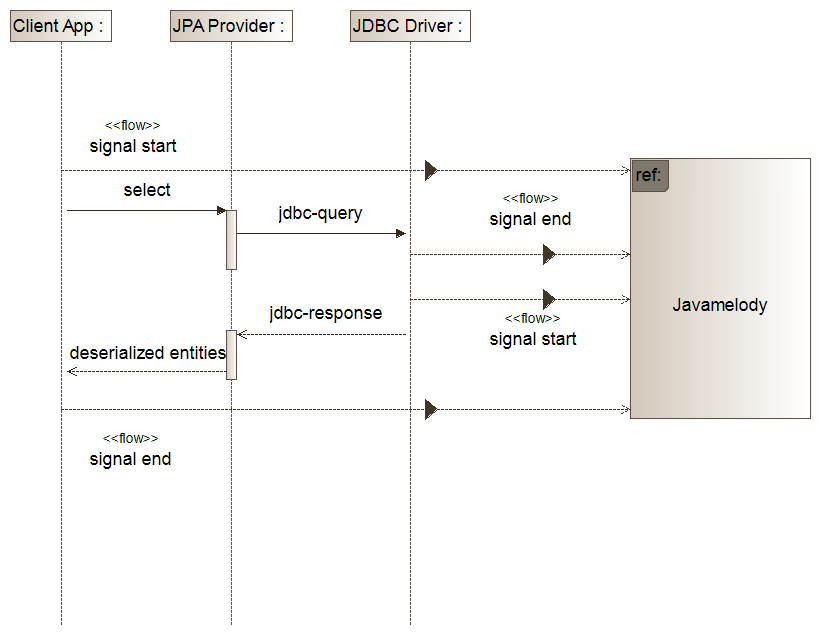 Client App :
JPA Provider :
JDBC Driver :
<<flow>>
signal start
ref:
select
<<flow>>
jdbc-query
signal end
Javamelody
jdbc-response
<<flow>>
signal start
deserialized entities
<<flow>>
signal end